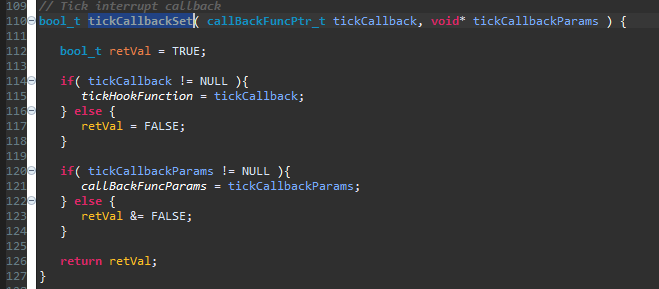 109 // Tick interrupt callback
110 bool_t tickCallbackSet( callBackFuncPtr_t tickCallback, void* tickCallbackParams ) {
111
112    bool_t retVal = TRUE;
113
114    if( tickCallback != NULL ){
115       tickHookFunction = tickCallback;
116    } else {
117       retVal = FALSE;
118    }
119
120    if( tickCallbackParams != NULL ){
121       callBackFuncParams = tickCallbackParams;
122    } else {
123       retVal &= FALSE;
124    }
125
126    return retVal;
127 }